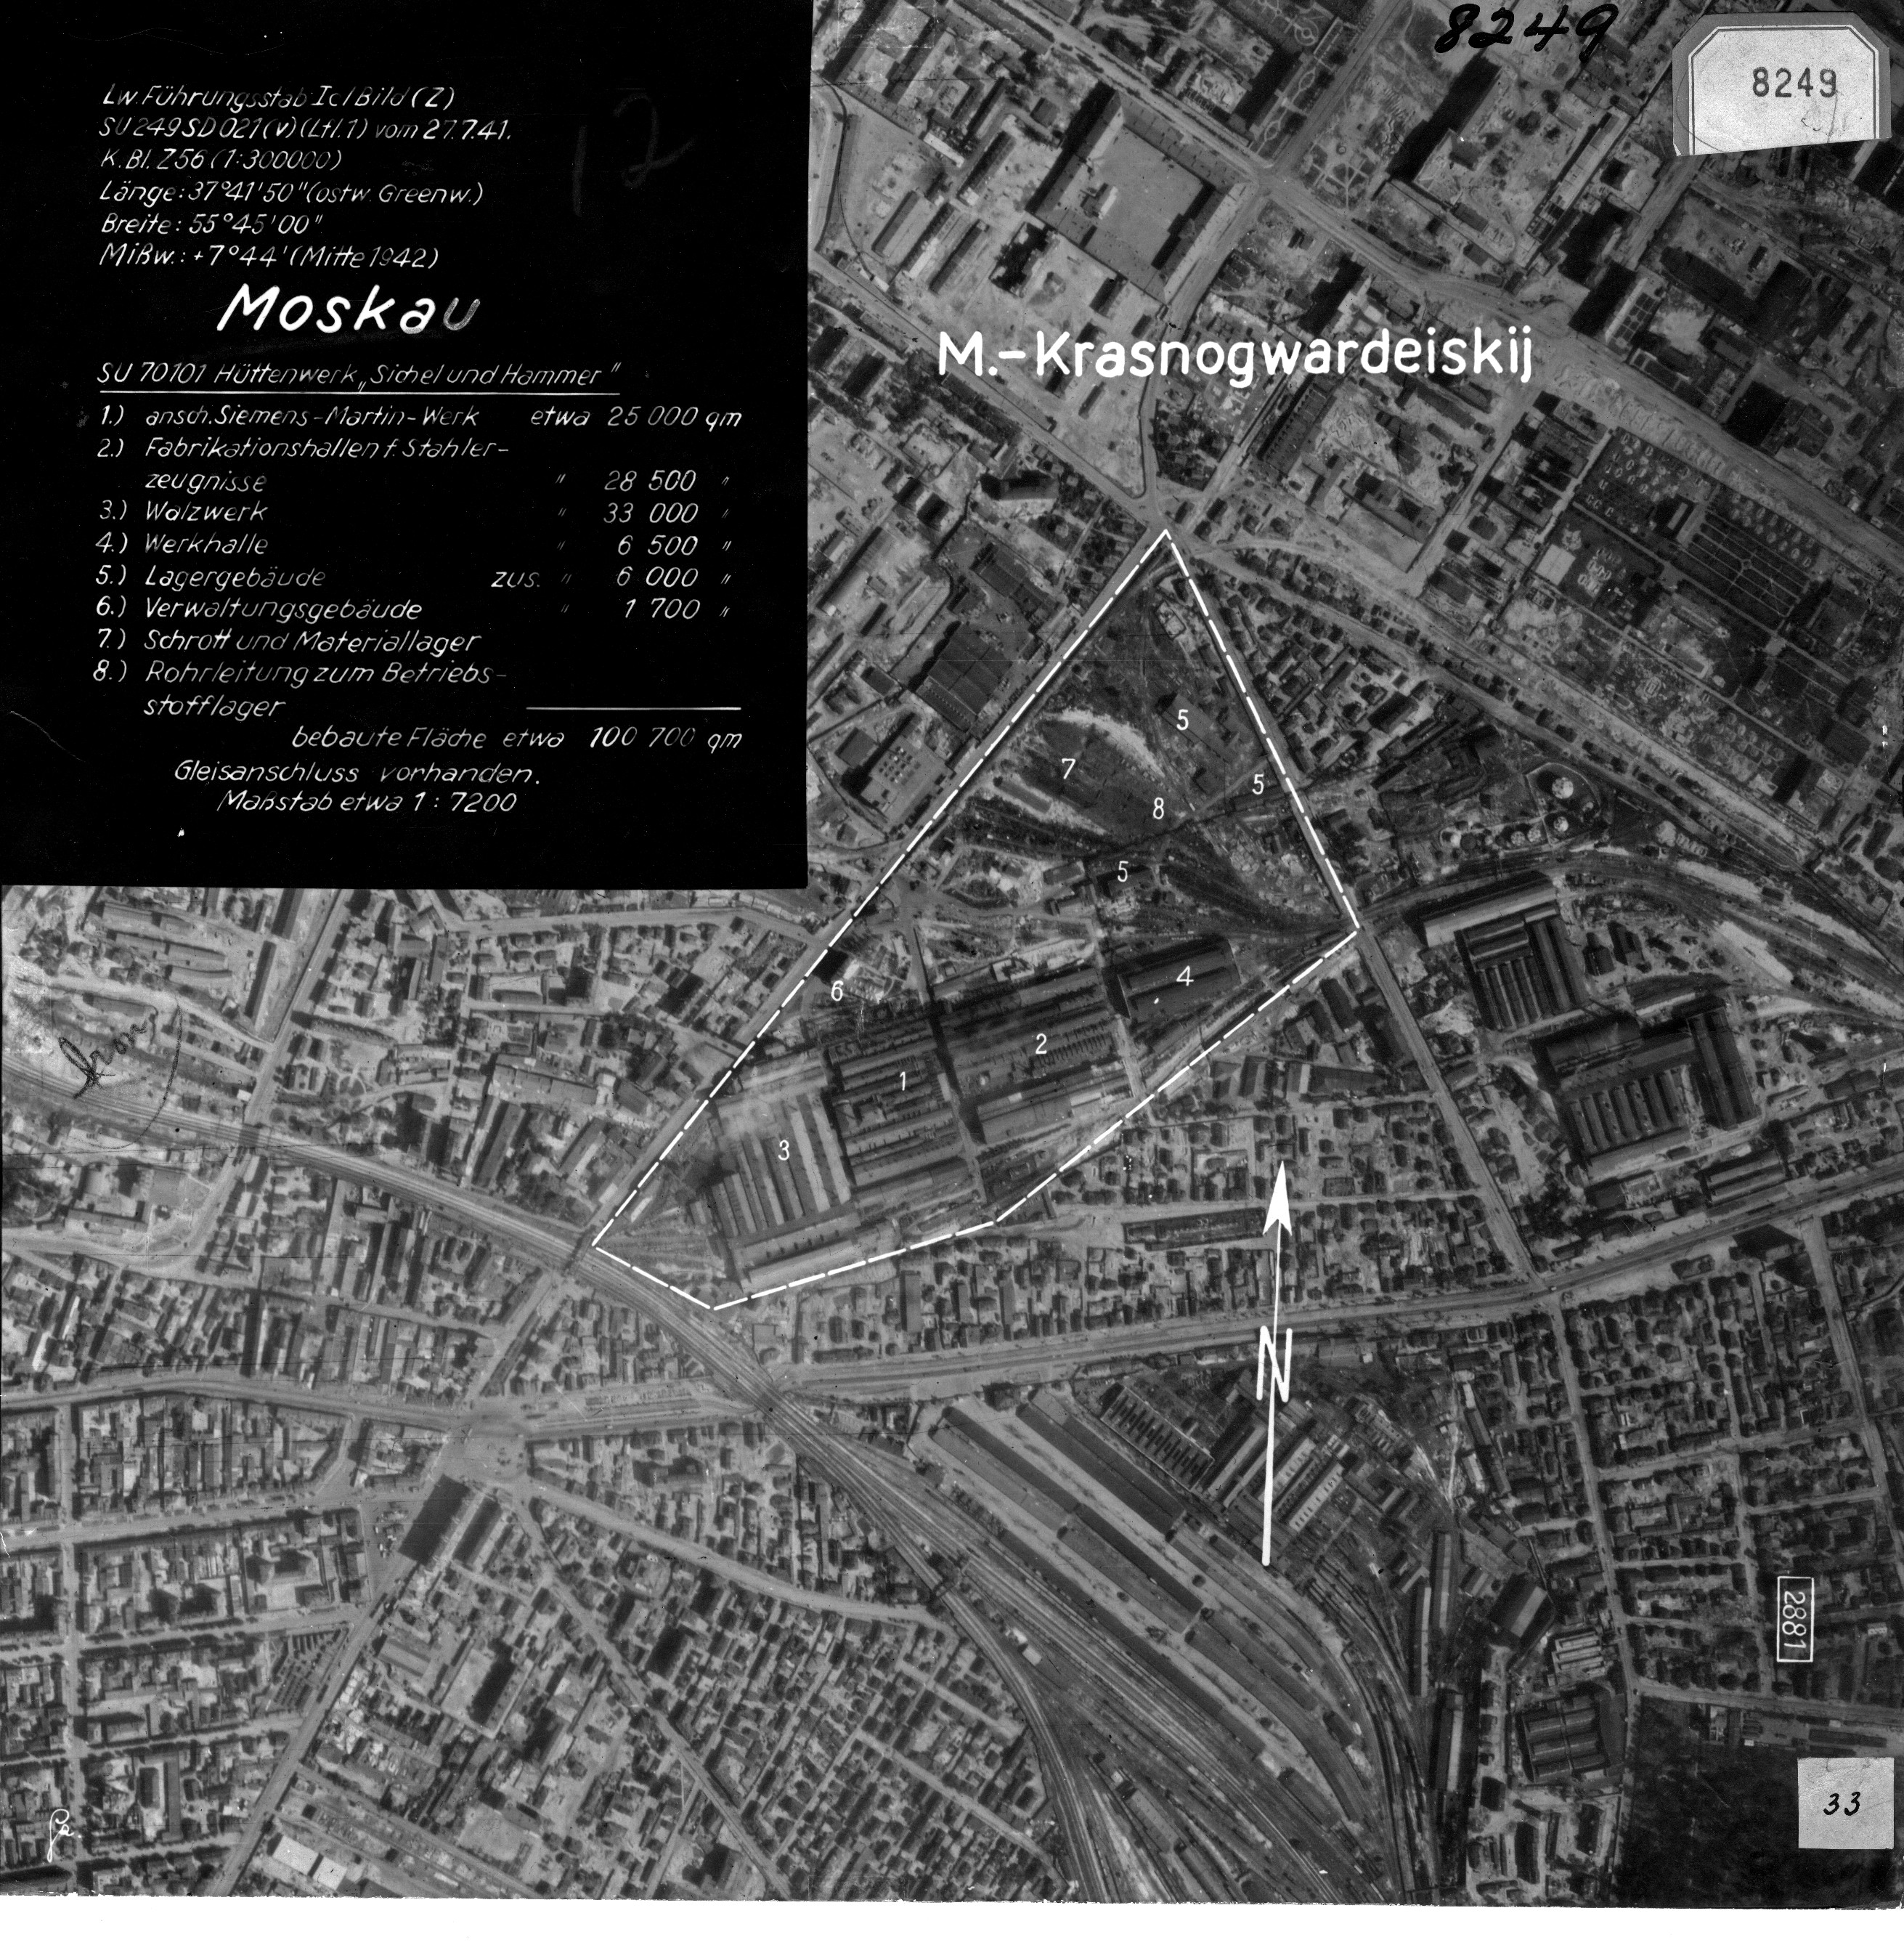 Lw. Führungsstab Ic/Bild (Z)
SU 249 SD 021 (v) (Lfl. 1) vom 27.7.41.
K. Bl. Z 56 (1:300000)
Länge: 37°41'50" (ostw. Greenw.)
Breite: 55°45'00"
Mißw.: +7°44' (Mitte 1942)
Moskau
SU 70101 Hüttenwerk „Sichel und Hammer"
1.) ansch. Siemens-Martin-Werk etwa 25 000 qm
2.) Fabrikationshallen f. Stahler-
zeugnisse " 28 500 "
3.) Walzwerk " 33 000 "
4.) Werkhalle " 6 500 "
5.) Lagergebäude zus. " 6 000 "
6.) Verwaltungsgebäude " 1 700 "
7.) Schrott und Materiallager
8.) Rohrleitung zum Betriebs-
stofflager
bebaute Fläche etwa 100 700 qm
Gleisanschluss vorhanden.
Maßstab etwa 1 : 7200
12
8249
8249
M.-Krasnogwardeiskij
5
7
5
8
5
6
4
2
1
3
N
2881
33